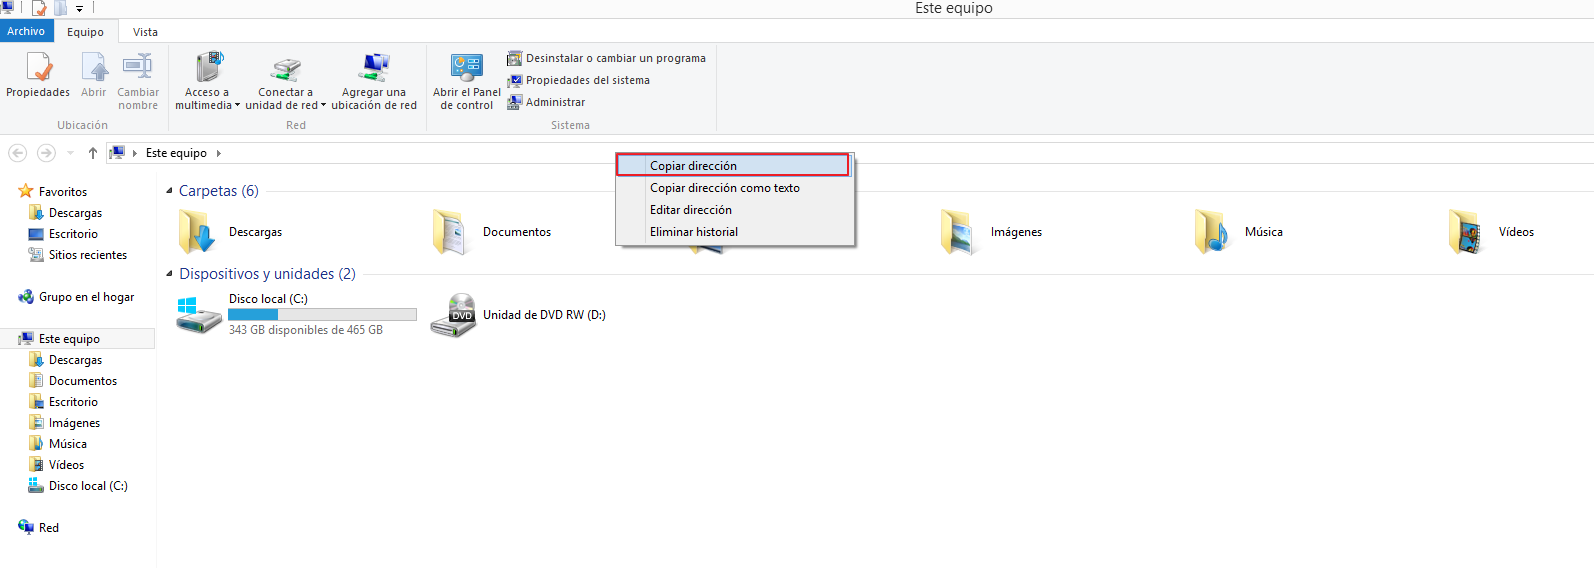 Este equipo
Archivo
Equipo
Vista
Propiedades
Abrir
Cambiar
nombre
Ubicación
Acceso a
multimedia
Conectar a
unidad de red
Agregar una
ubicación de red
Red
Abrir el Panel
de control
Desinstalar o cambiar un programa
Propiedades del sistema
Administrar
Sistema
Este equipo
Copiar dirección
Copiar dirección como texto
Editar dirección
Eliminar historial
Favoritos
Descargas
Escritorio
Sitios recientes
Grupo en el hogar
Este equipo
Descargas
Documentos
Escritorio
Imágenes
Música
Vídeos
Disco local (C:)
Red
Carpetas (6)
Descargas
Documentos
Imágenes
Música
Vídeos
Dispositivos y unidades (2)
Disco local (C:)
343 GB disponibles de 465 GB
DVD
Unidad de DVD RW (D:)